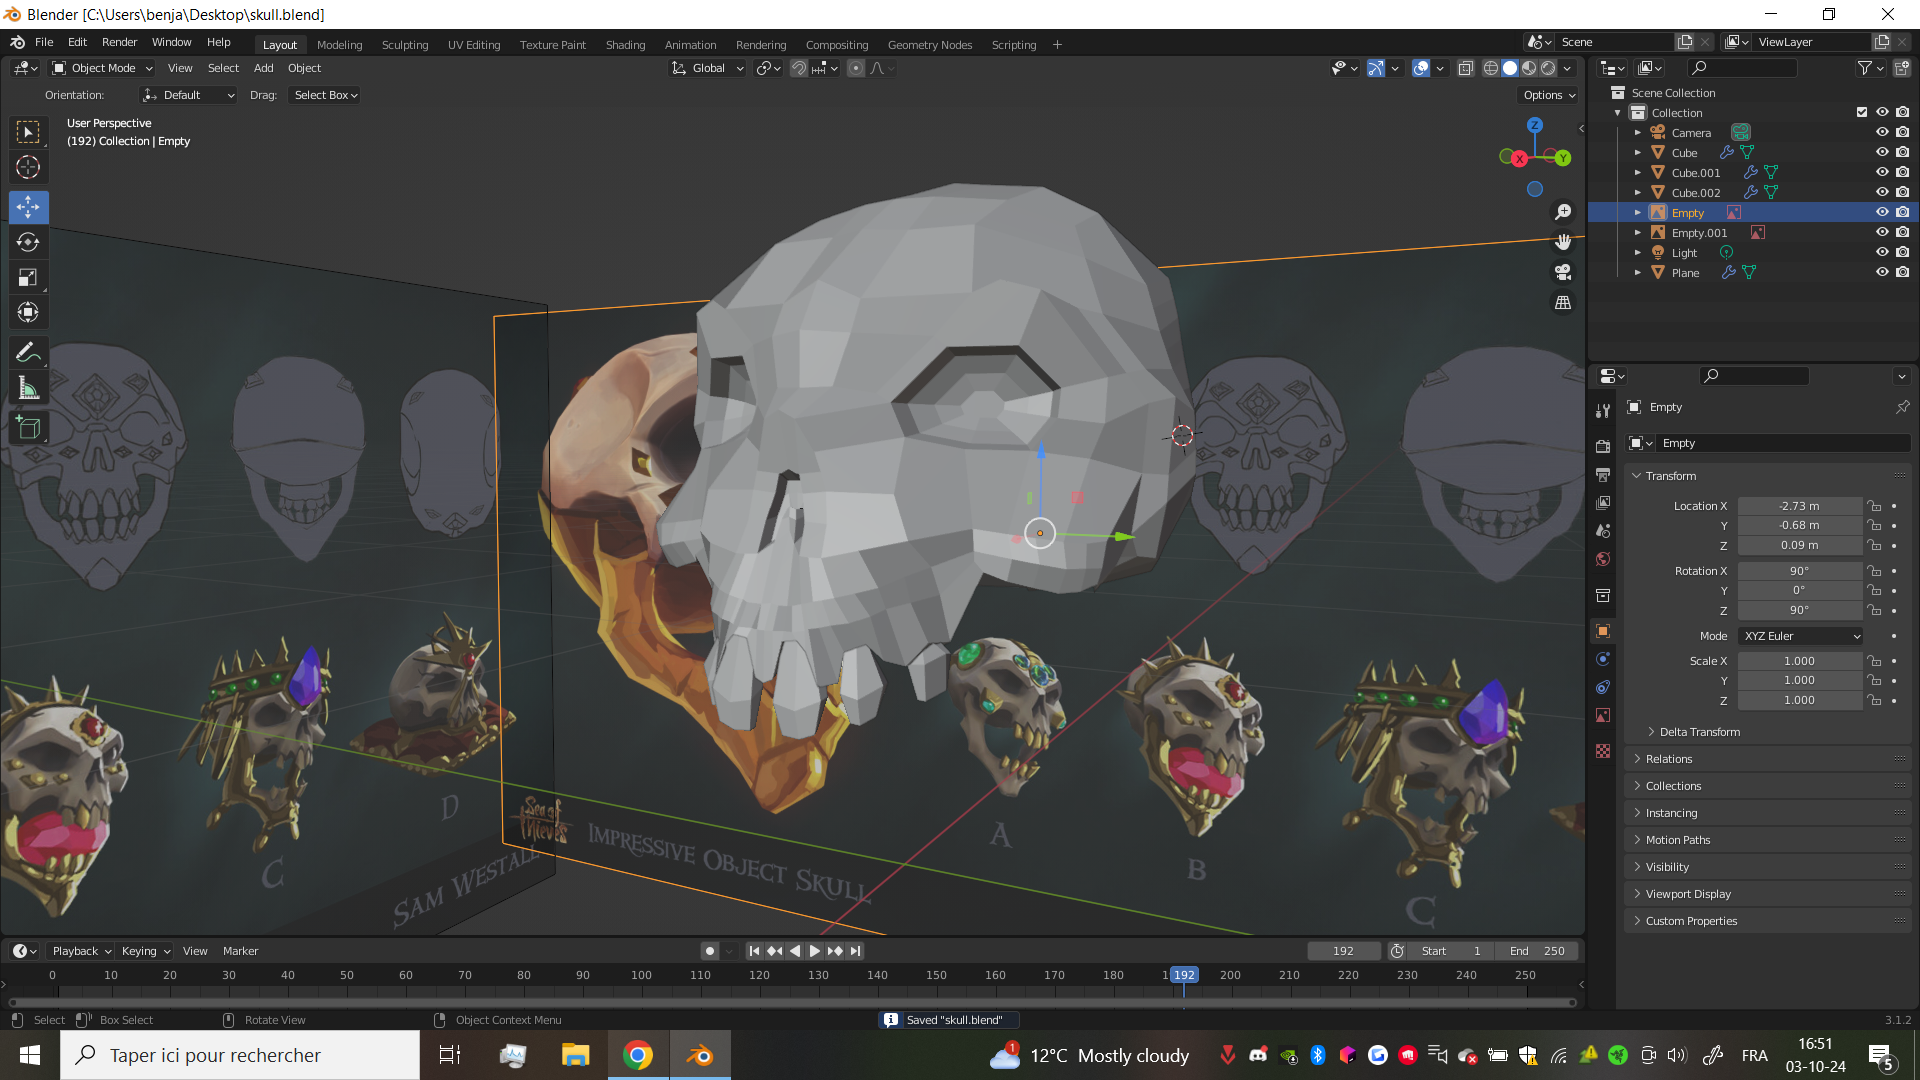 Blender [C:\Users\benja\Desktop\skull.blend]
File Edit Render Window Help
Layout Modeling Sculpting UV Editing Texture Paint Shading Animation Rendering Compositing Geometry Nodes Scripting +
Scene ViewLayer
Object Mode View Select Add Object Global
Orientation: Default Drag: Select Box Options
User Perspective
(192) Collection | Empty
Z
X
Y
Scene Collection
Collection
Camera
Cube
Cube.001
Cube.002
Empty
Empty.001
Light
Plane
Empty
Empty
Transform
Location X -2.73 m
Y -0.68 m
Z 0.09 m
Rotation X 90°
Y 0°
Z 90°
Mode XYZ Euler
Scale X 1.000
Y 1.000
Z 1.000
Delta Transform
Relations
Collections
Instancing
Motion Paths
Visibility
Viewport Display
Custom Properties
C
D
Sam Westall
Sea of Thieves
Impressive Object Skull
A
B
C
Playback Keying View Marker 192 Start 1 End 250
0 10 20 30 40 50 60 70 80 90 100 110 120 130 140 150 160 170 180 192 200 210 220 230 240 250
Select Box Select Rotate View Object Context Menu Saved "skull.blend" 3.1.2
Taper ici pour rechercher
1
12°C Mostly cloudy
FRA
16:51
03-10-24
5